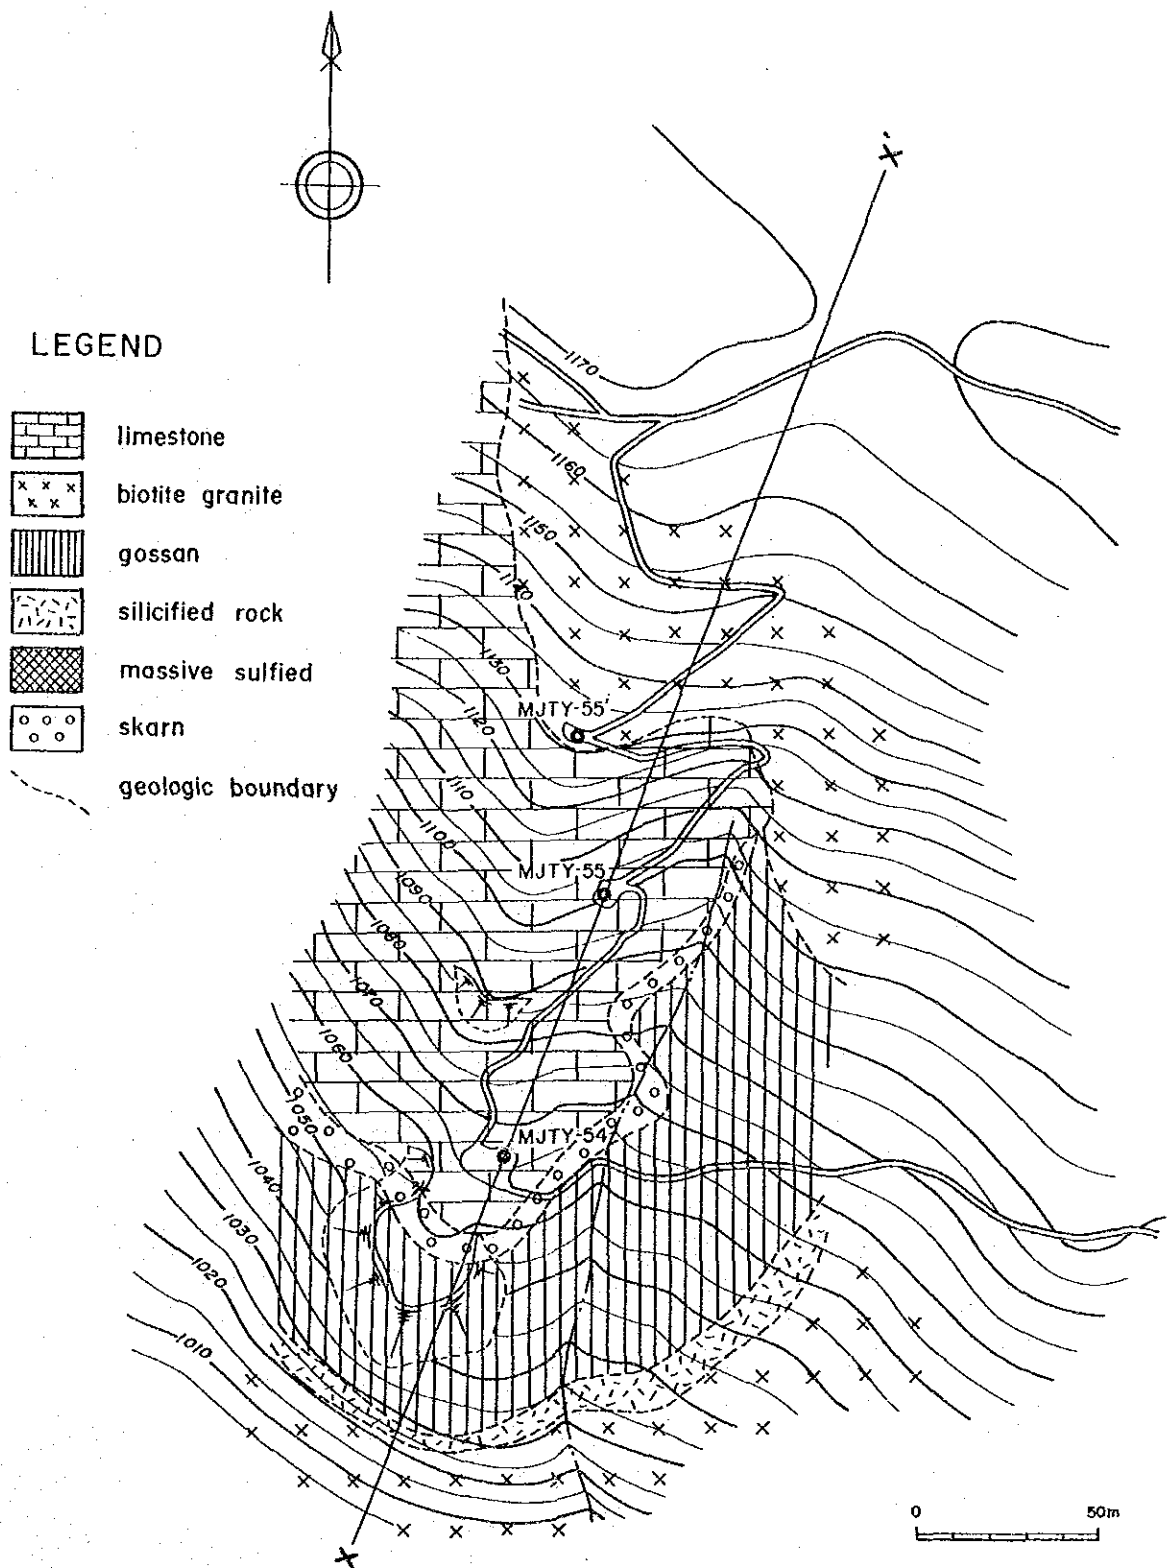 X'
LEGEND
limestone
biotite granite
gossan
silicified rock
massive sulfied
skarn
geologic boundary
1170
1160
1150
1140
1130
MJTY-55'
1120
1110
1100
MJTY-55
1090
1080
1070
1060
1050
MJTY-54
1040
1030
1020
1010
0 50m
X